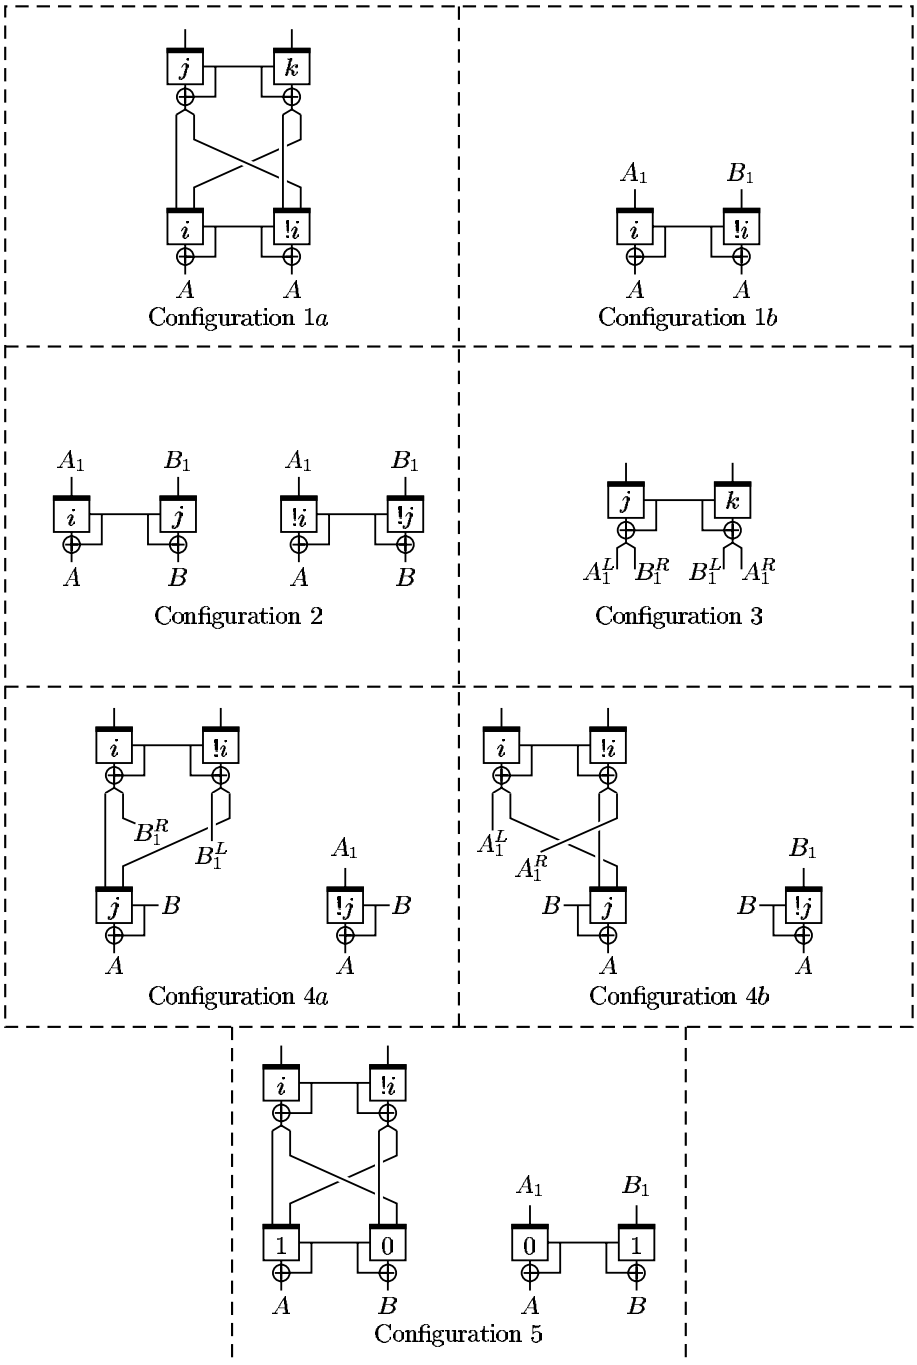 j k
i !i
A A
Configuration 1a
A₁ B₁
i !i
A A
Configuration 1b
A₁ B₁ A₁ B₁
i j !i !j
A B A B
Configuration 2
j k
A₁ᴸ B₁ᴿ B₁ᴸ A₁ᴿ
Configuration 3
i !i
B₁ᴿ
B₁ᴸ
A₁
j B !j B
A A
Configuration 4a
i !i
A₁ᴸ
A₁ᴿ
B₁
B j B !j
A A
Configuration 4b
i !i
A₁ B₁
1 0 0 1
A B A B
Configuration 5